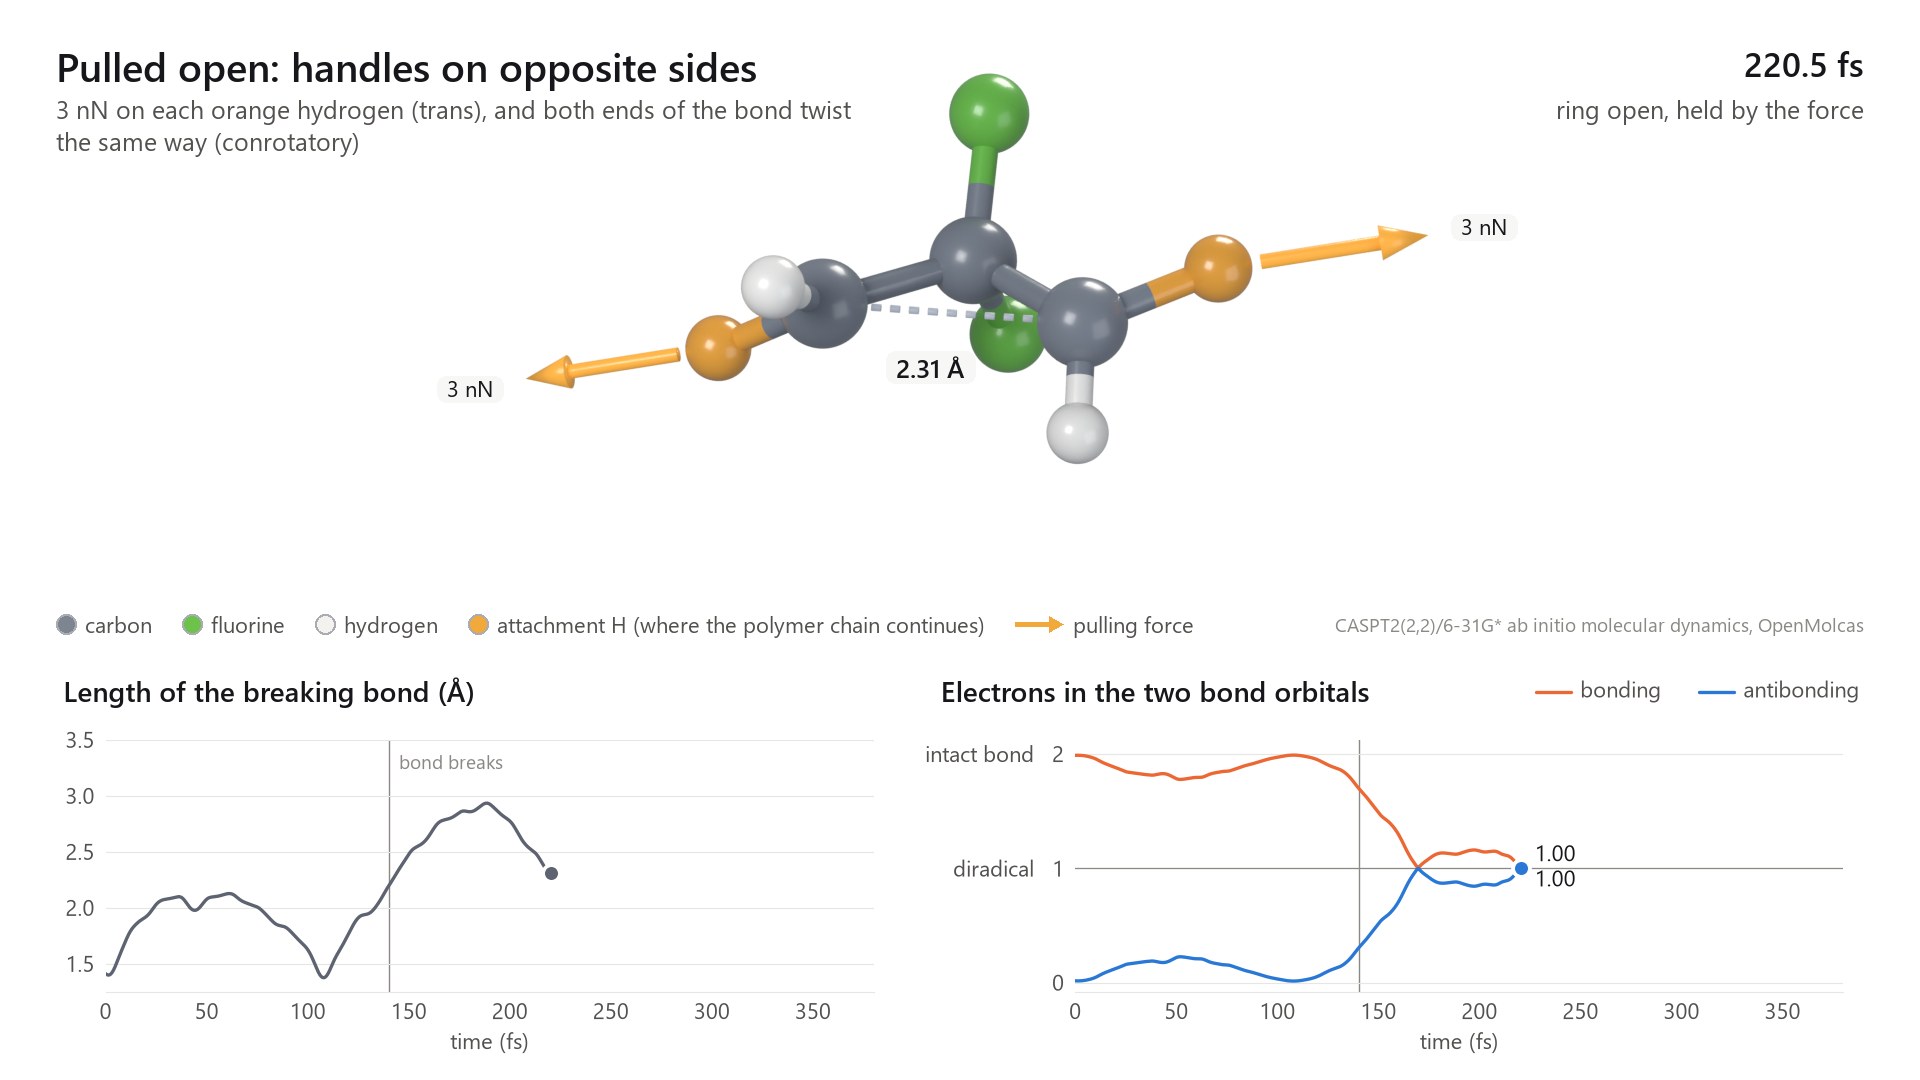 Pulled open: handles on opposite sides
3 nN on each orange hydrogen (trans), and both ends of the bond twist
the same way (conrotatory)
220.5 fs
ring open, held by the force
3 nN
3 nN
2.31 Å
carbon
fluorine
hydrogen
attachment H (where the polymer chain continues)
pulling force
CASPT2(2,2)/6-31G* ab initio molecular dynamics, OpenMolcas
Length of the breaking bond (Å)
3.5
3.0
2.5
2.0
1.5
bond breaks
0 50 100 150 200 250 300 350
time (fs)
Electrons in the two bond orbitals
bonding
antibonding
intact bond 2
diradical 1
0
1.00
1.00
0 50 100 150 200 250 300 350
time (fs)